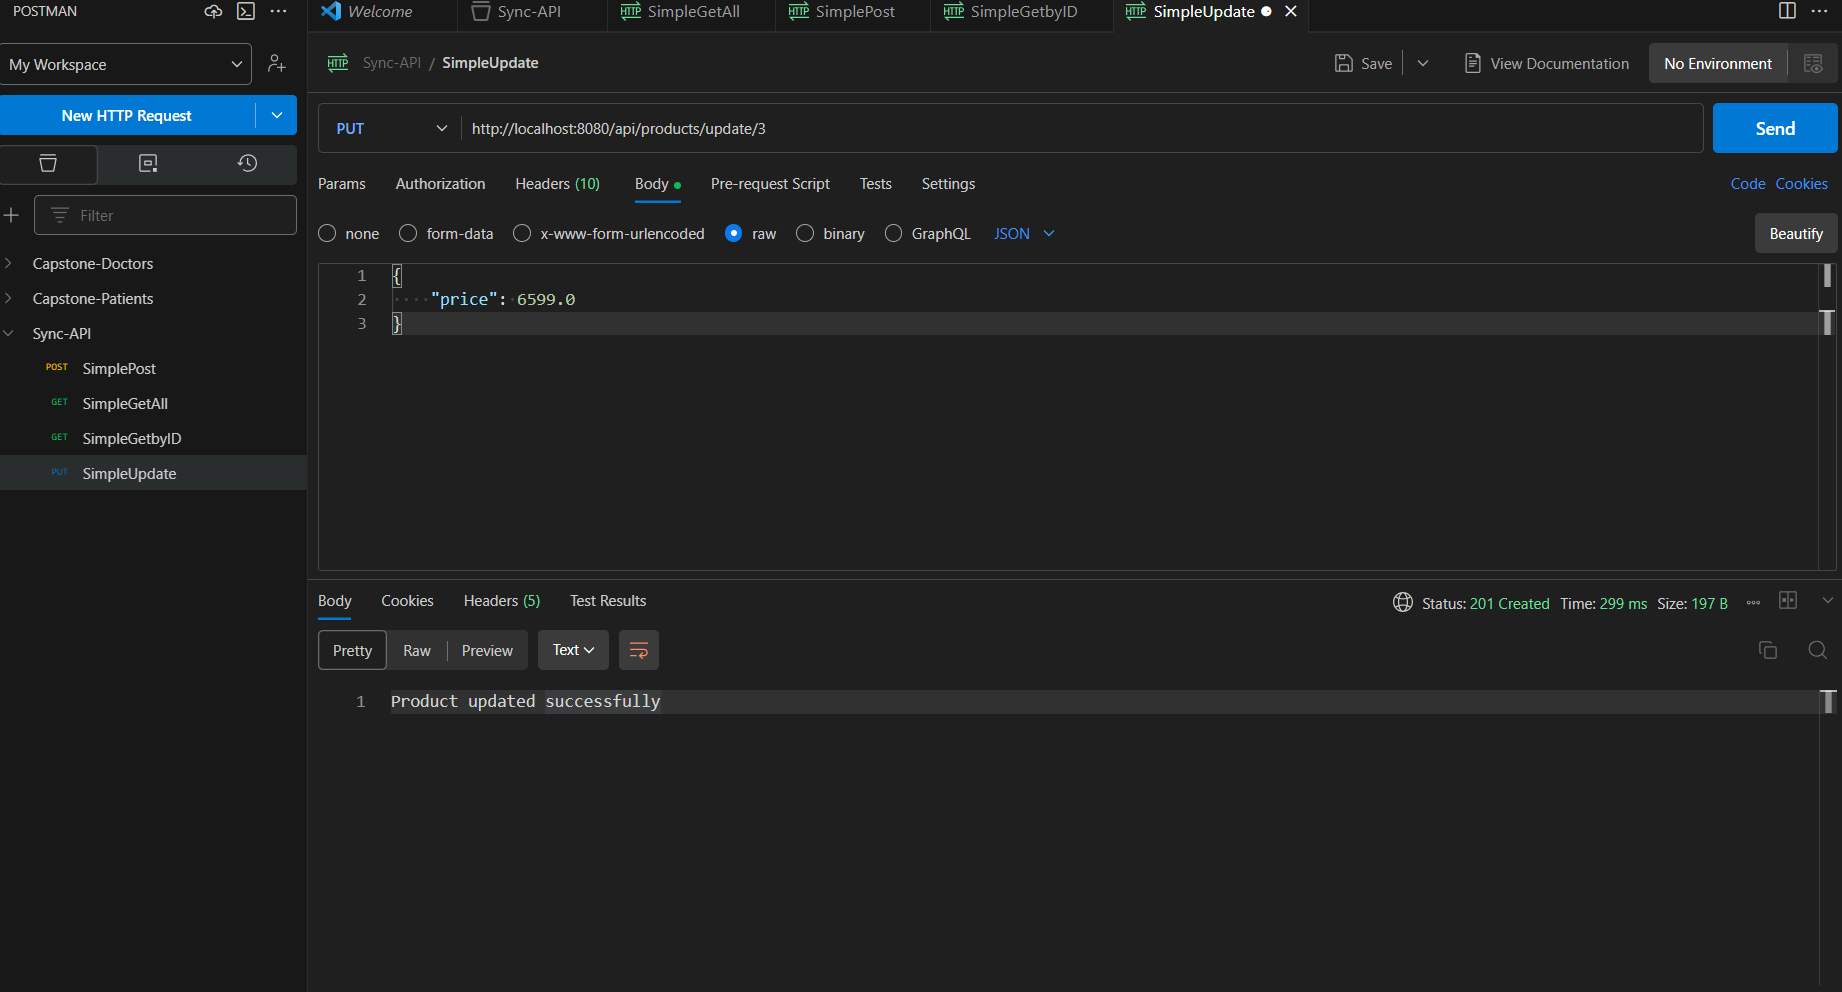 POSTMAN
Welcome
Sync-API
SimpleGetAll
SimplePost
SimpleGetbyID
SimpleUpdate
My Workspace
Sync-API / SimpleUpdate
Save
View Documentation
No Environment
New HTTP Request
PUT
http://localhost:8080/api/products/update/3
Send
Params Authorization Headers (10) Body Pre-request Script Tests Settings
Code Cookies
Filter
none form-data x-www-form-urlencoded raw binary GraphQL JSON
Beautify
Capstone-Doctors
Capstone-Patients
Sync-API
POST SimplePost
GET SimpleGetAll
GET SimpleGetbyID
PUT SimpleUpdate
1 {
2 "price": 6599.0
3 }
Body Cookies Headers (5) Test Results
Status: 201 Created Time: 299 ms Size: 197 B
Pretty Raw Preview Text
1 Product updated successfully